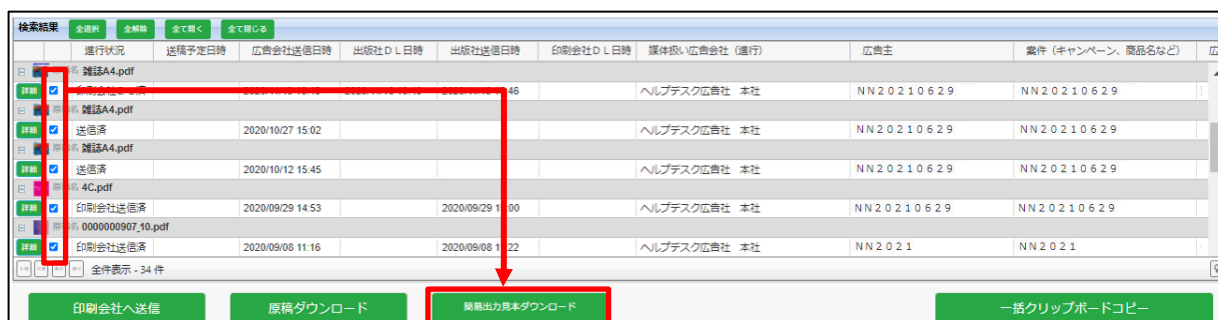 検索結果 全選択 全解除 全て開く 全て閉じる
進行状況 送稿予定日時 広告会社送信日時 出版社ＤＬ日時 出版社送信日時 印刷会社ＤＬ日時 媒体扱い広告会社（進行） 広告主 案件（キャンペーン、商品名など） 広
雑誌A4.pdf
詳細 46 ヘルプデスク広告社 本社 ＮＮ２０２１０６２９ ＮＮ２０２１０６２９
雑誌A4.pdf
詳細 送信済 2020/10/27 15:02 ヘルプデスク広告社 本社 ＮＮ２０２１０６２９ ＮＮ２０２１０６２９
雑誌A4.pdf
詳細 送信済 2020/10/12 15:45 ヘルプデスク広告社 本社 ＮＮ２０２１０６２９ ＮＮ２０２１０６２９
4C.pdf
詳細 印刷会社送信済 2020/09/29 14:53 2020/09/29 ヘルプデスク広告社 本社 ＮＮ２０２１０６２９ ＮＮ２０２１０６２９
0000000907_10.pdf
詳細 印刷会社送信済 2020/09/08 11:16 2020/09/08 ヘルプデスク広告社 本社 ＮＮ２０２１ ＮＮ２０２１
全件表示 - 34 件
印刷会社へ送信 原稿ダウンロード 簡易出力見本ダウンロード 一括クリップボードコピー